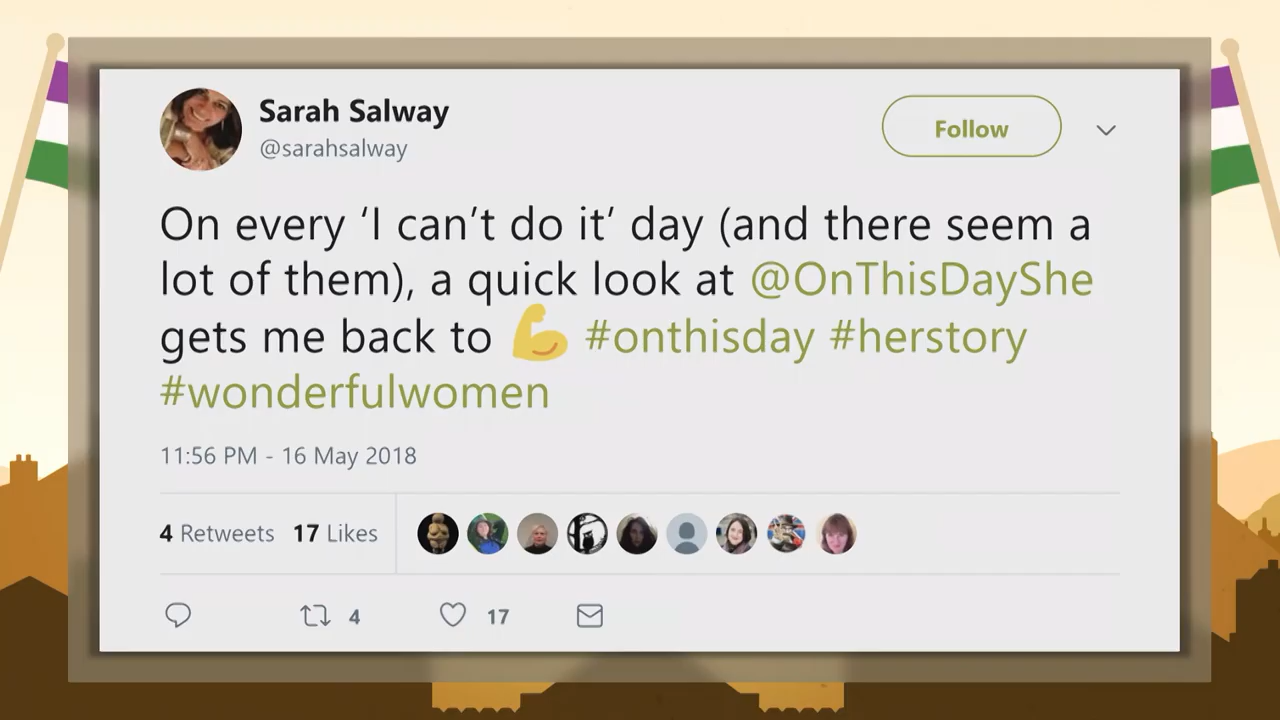 Sarah Salway
@sarahsalway
Follow
On every ‘I can’t do it’ day (and there seem a
lot of them), a quick look at @OnThisDayShe
gets me back to 💪 #onthisday #herstory
#wonderfulwomen
11:56 PM - 16 May 2018
4 Retweets 17 Likes
4 17